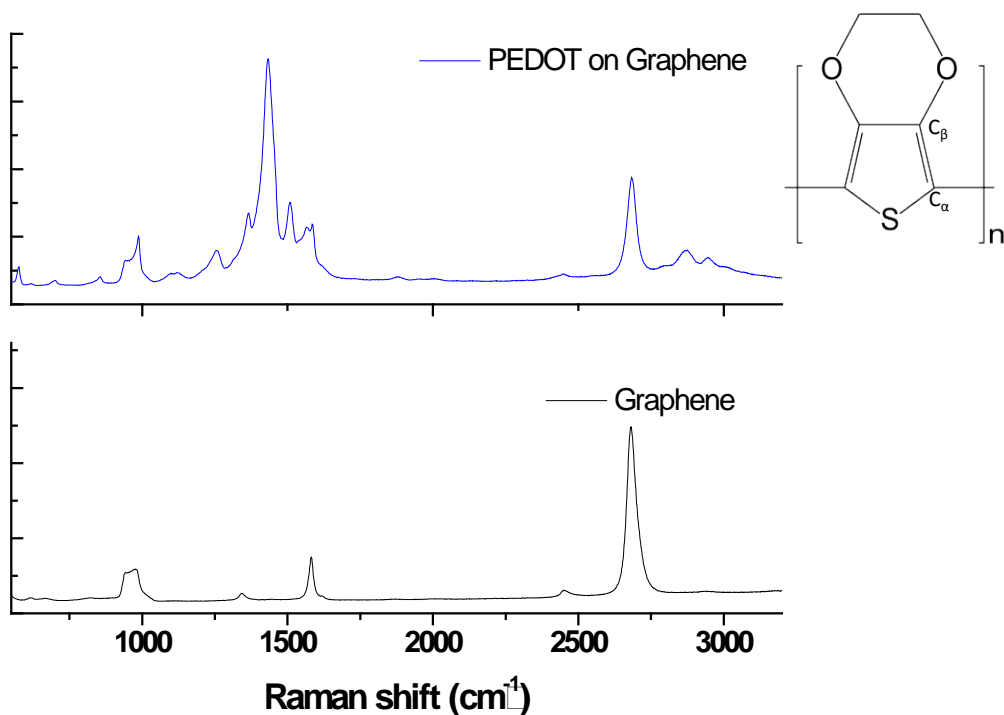 PEDOT on Graphene
O O
Cβ
Cα
S
n
Graphene
1000 1500 2000 2500 3000
Raman shift (cm-1)